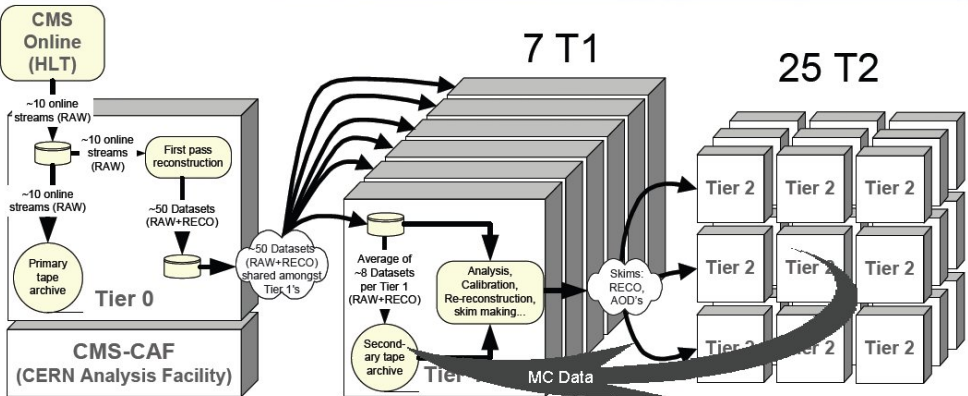 CMS
Online
(HLT)
~10 online
streams (RAW)
~10 online
streams
(RAW)
First pass
reconstruction
~10 online
streams (RAW)
~50 Datasets
(RAW+RECO)
Primary
tape
archive
Tier 0
CMS-CAF
(CERN Analysis Facility)
~50 Datasets
(RAW+RECO)
shared amongst
Tier 1's
7 T1
Average of
~8 Datasets
per Tier 1
(RAW+RECO)
Analysis,
Calibration,
Re-reconstruction,
skim making...
Second-
ary tape
archive
Tier
MC Data
Skims:
RECO,
AOD's
25 T2
Tier 2 Tier 2 Tier 2
Tier 2 Tier 2 Tier 2
Tier 2 Tier 2 Tier 2